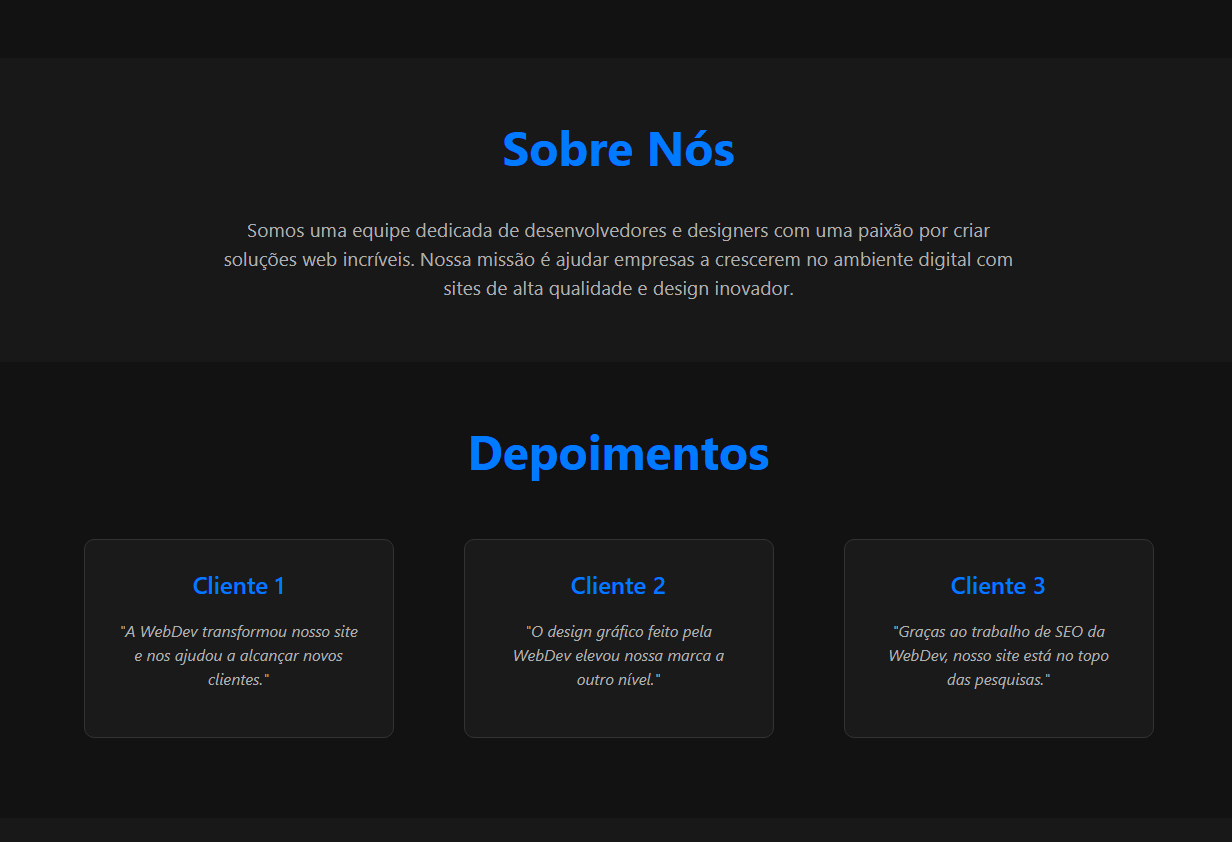 Sobre Nós
Somos uma equipe dedicada de desenvolvedores e designers com uma paixão por criar
soluções web incríveis. Nossa missão é ajudar empresas a crescerem no ambiente digital com
sites de alta qualidade e design inovador.
Depoimentos
Cliente 1
"A WebDev transformou nosso site
e nos ajudou a alcançar novos
clientes."
Cliente 2
"O design gráfico feito pela
WebDev elevou nossa marca a
outro nível."
Cliente 3
"Graças ao trabalho de SEO da
WebDev, nosso site está no topo
das pesquisas."